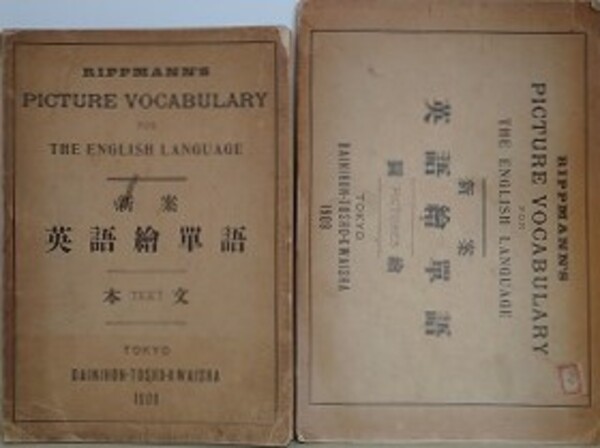 RIPPMANN'S
PICTURE VOCABULARY
FOR
THE ENGLISH LANGUAGE
新案
英語繪單語
本 TEXT 文
TOKYO
DAINIHON-TOSHO-KWAISHA
1909
RIPPMANN'S
PICTURE VOCABULARY
FOR
THE ENGLISH LANGUAGE
新案
英語繪單語
圖 PICTURES 繪
TOKYO
DAINIHON-TOSHO-KWAISHA
1909